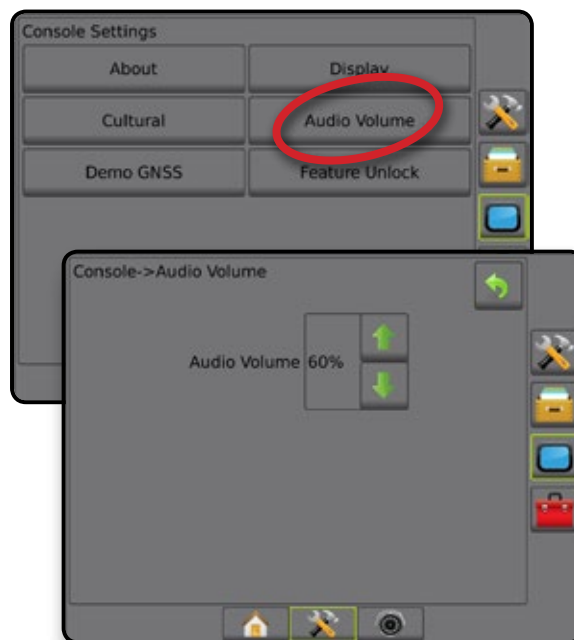 Console Settings
About
Display
Cultural
Audio Volume
Demo GNSS
Feature Unlock
Console->Audio Volume
Audio Volume 60%